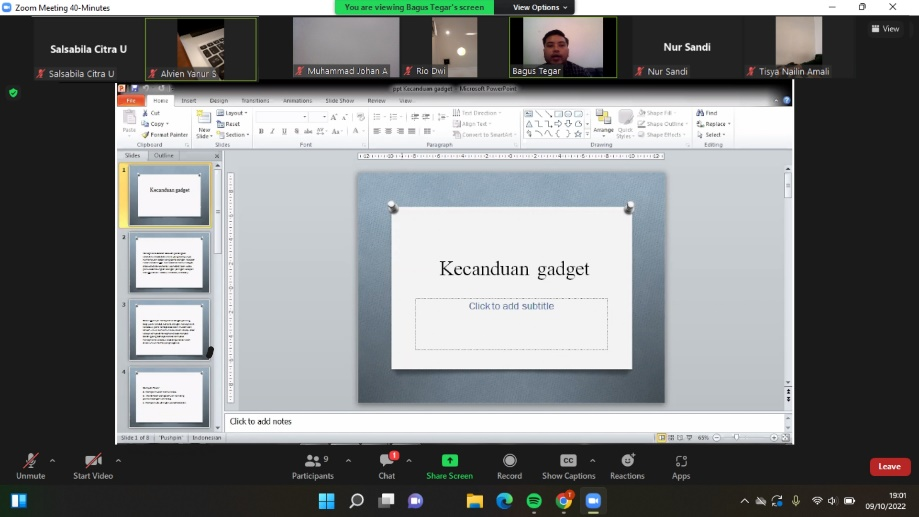 Zoom Meeting 40-Minutes
You are viewing Bagus Tegar's screen
View Options
View
Salsabila Citra U
Salsabila Citra U
Alvien Yanur S
Muhammad Johan A
Rio Dwi
Bagus Tegar
Nur Sandi
Nur Sandi
Tisya Nailin Amali
ppt Kecanduan gadget - Microsoft PowerPoint
File Home Insert Design Transitions Animations Slide Show Review View
Paste
Cut
Copy
Format Painter
Clipboard
New Slide
Layout
Reset
Section
Slides
Font
Text Direction
Align Text
Convert to SmartArt
Paragraph
Arrange
Quick Styles
Shape Fill
Shape Outline
Shape Effects
Drawing
Find
Replace
Select
Editing
Slides Outline
1
Kecanduan gadget
2
3
4
Kecanduan gadget
Click to add subtitle
Click to add notes
Slide 1 of 8 "Pushpin" Indonesian
65%
Unmute
Start Video
9
Participants
1
Chat
Share Screen
Record
CC
Show Captions
Reactions
Apps
Leave
19:01
09/10/2022